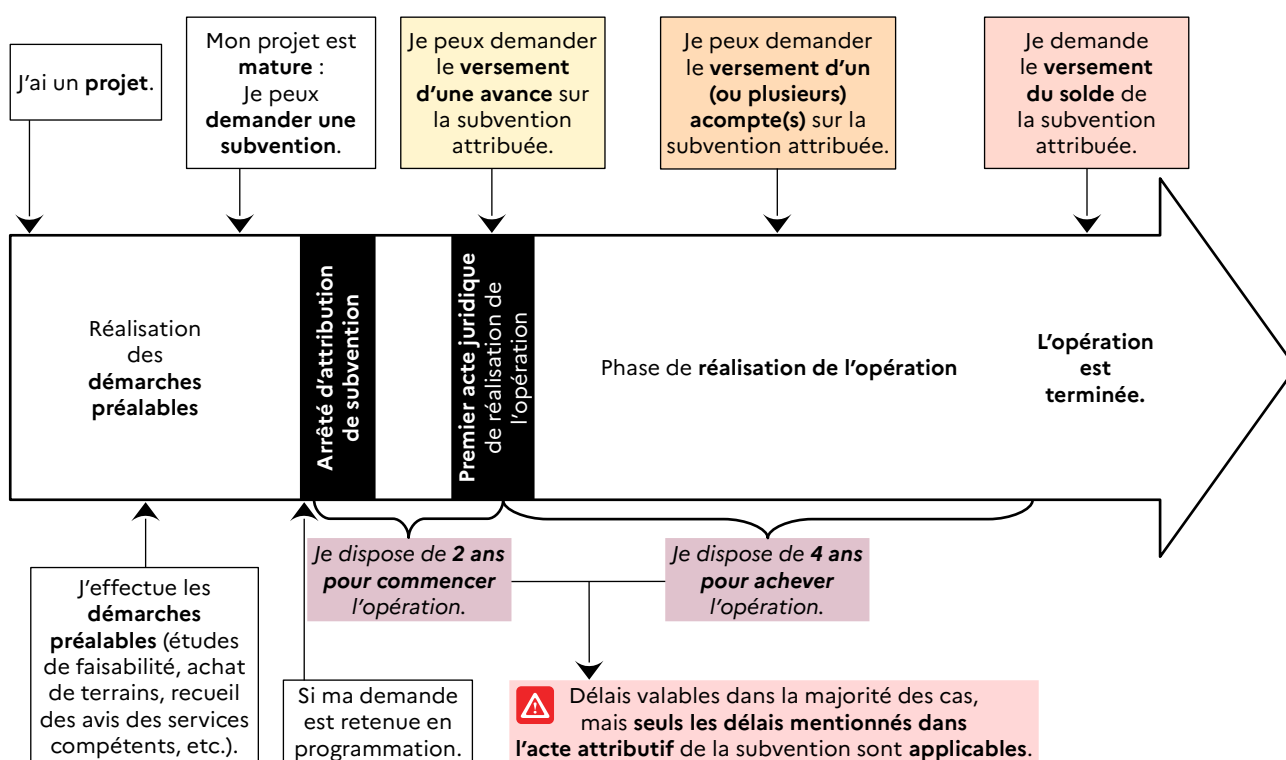 J'ai un projet.
Mon projet est
mature :
Je peux
demander une
subvention.
Je peux demander
le versement
d'une avance sur
la subvention
attribuée.
Je peux demander
le versement d'un
(ou plusieurs)
acompte(s) sur la
subvention attribuée.
Je demande
le versement
du solde de
la subvention
attribuée.
Réalisation
des
démarches
préalables
Arrêté d'attribution
de subvention
Premier acte juridique
de réalisation de
l'opération
Phase de réalisation de l'opération
L'opération
est
terminée.
Je dispose de 2 ans
pour commencer
l'opération.
Je dispose de 4 ans
pour achever
l'opération.
J'effectue les
démarches
préalables (études
de faisabilité, achat
de terrains, recueil
des avis des services
compétents, etc.).
Si ma demande
est retenue en
programmation.
Délais valables dans la majorité des cas,
mais seuls les délais mentionnés dans
l'acte attributif de la subvention sont applicables.